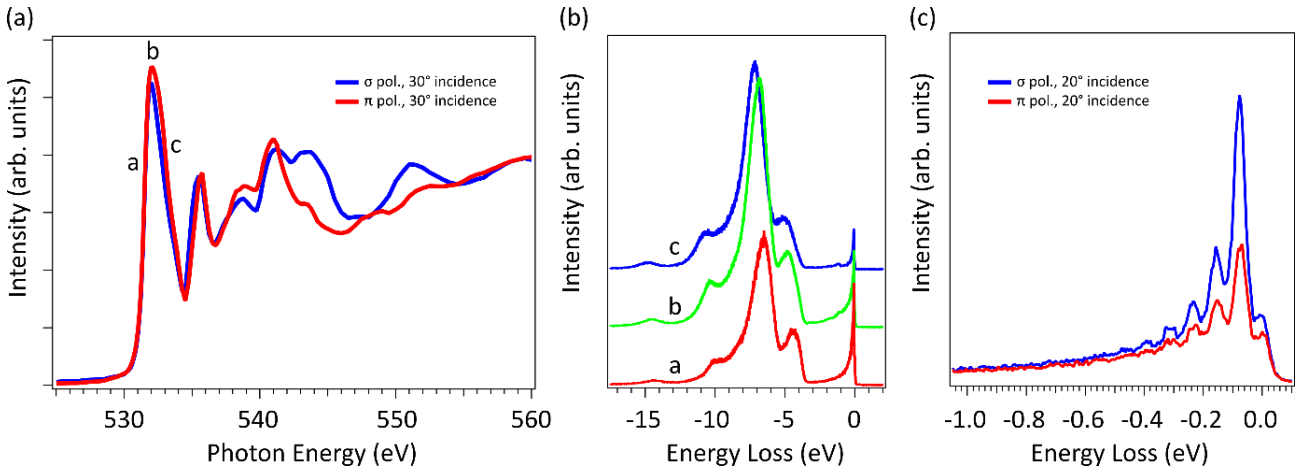 (a)
Intensity (arb. units)
b
a
c
σ pol., 30° incidence
π pol., 30° incidence
530
540
550
560
Photon Energy (eV)
(b)
Intensity (arb. units)
c
b
a
-15
-10
-5
0
Energy Loss (eV)
(c)
Intensity (arb. units)
σ pol., 20° incidence
π pol., 20° incidence
-1.0
-0.8
-0.6
-0.4
-0.2
0.0
Energy Loss (eV)